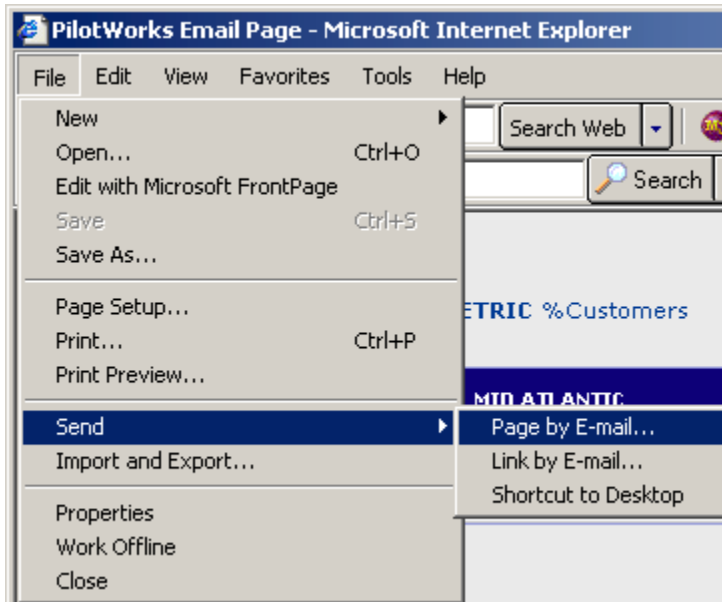 PilotWorks Email Page - Microsoft Internet Explorer
File Edit View Favorites Tools Help
New
Search Web
Open... Ctrl+O
Edit with Microsoft FrontPage
Search
Save Ctrl+S
Save As...
Page Setup...
ETRIC %Customers
Print... Ctrl+P
Print Preview...
MID ATLANTIC
Send
Page by E-mail...
Import and Export...
Link by E-mail...
Shortcut to Desktop
Properties
Work Offline
Close